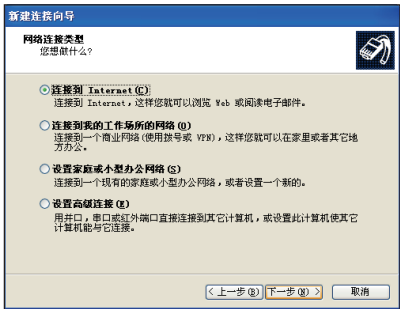 新建连接向导
网络连接类型
您想做什么?
连接到 Internet(C)
连接到 Internet，这样您就可以浏览 Web 或阅读电子邮件。
连接到我的工作场所的网络(O)
连接到一个商业网络(使用拨号或 VPN)，这样您就可以在家里或者其它地
方办公。
设置家庭或小型办公网络(S)
连接到一个现有的家庭或小型办公网络，或者设置一个新的。
设置高级连接(E)
用并口，串口或红外端口直接连接到其它计算机，或设置此计算机使其它
计算机能与它连接。
< 上一步(B) 下一步(N) > 取消